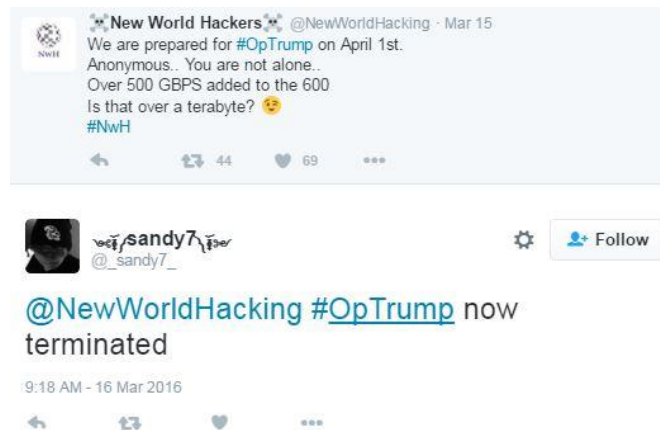 ☠New World Hackers☠ @NewWorldHacking · Mar 15
We are prepared for #OpTrump on April 1st.
Anonymous.. You are not alone..
Over 500 GBPS added to the 600
Is that over a terabyte? 😉
#NwH
NWH
44 69
sandy7
@_sandy7_
Follow
@NewWorldHacking #OpTrump now
terminated
9:18 AM - 16 Mar 2016